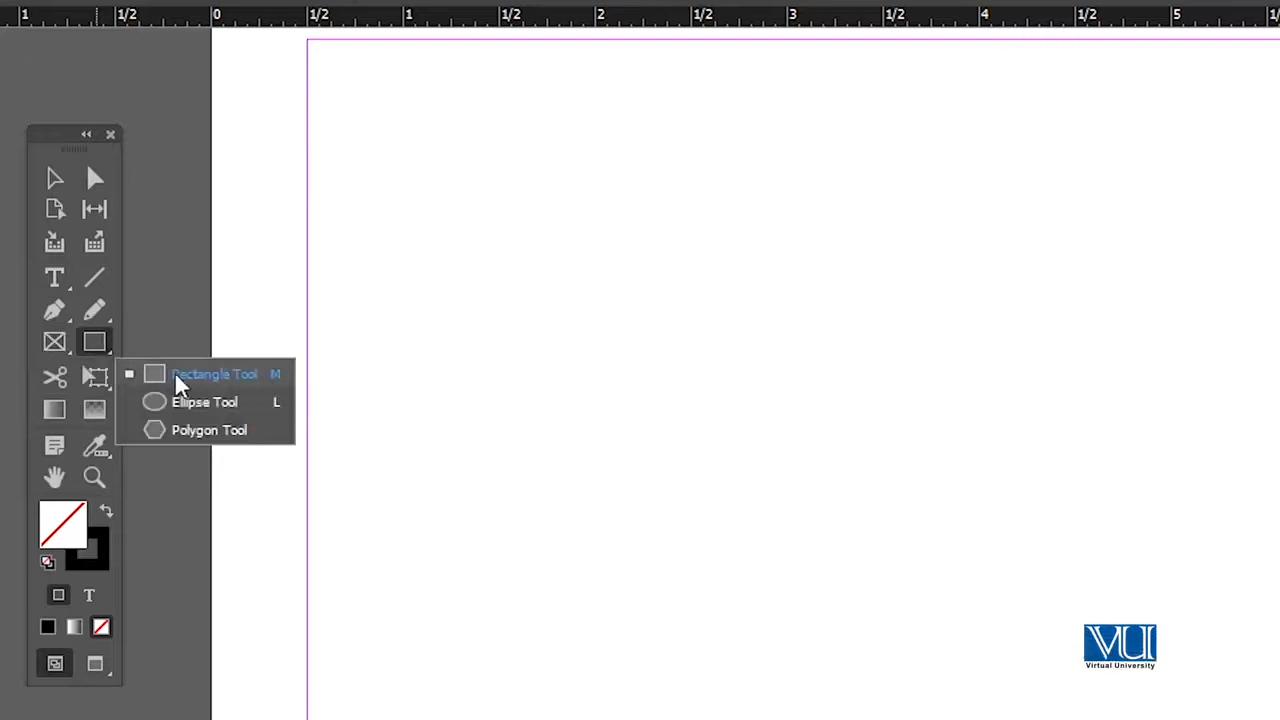 1 1/2 0 1/2 1 1/2 2 1/2 3 1/2 4 1/2 5
T
Rectangle Tool M
Ellipse Tool L
Polygon Tool
T
VU
Virtual University